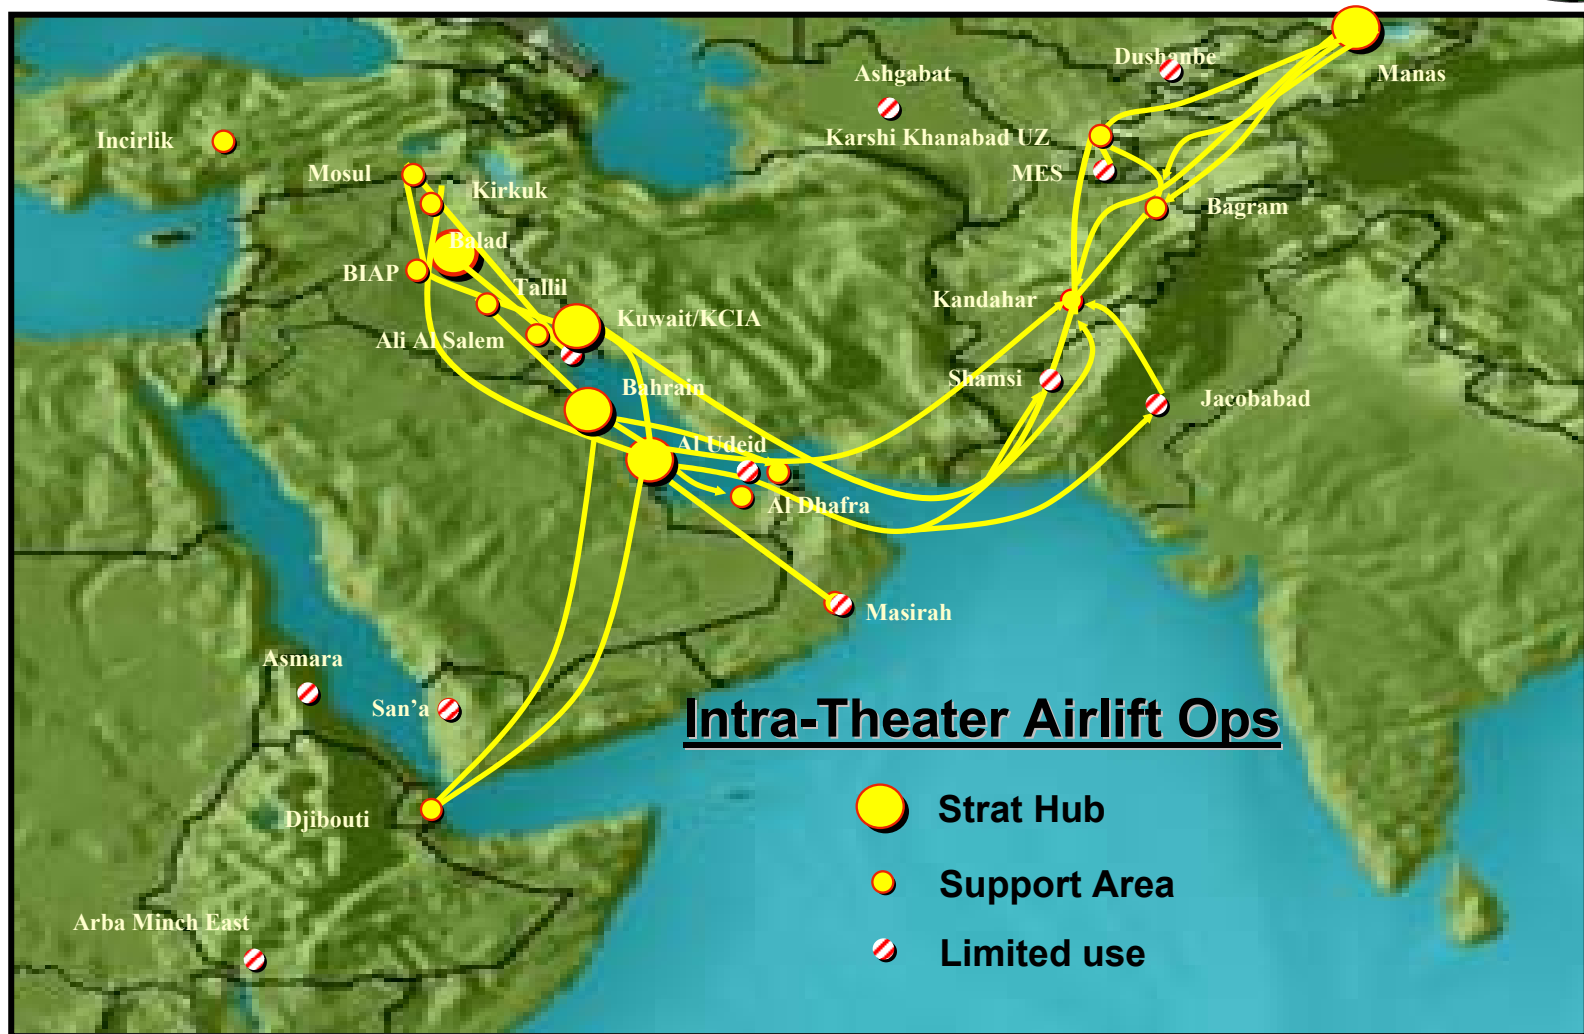 Dushanbe
Ashgabat
Manas
Incirlik
Karshi Khanabad UZ
Mosul
MES
Kirkuk
Bagram
Balad
BIAP
Tallil
Kandahar
Kuwait/KCIA
Ali Al Salem
Shamsi
Bahrain
Jacobabad
Al Udeid
Al Dhafra
Masirah
Asmara
San’a
Intra-Theater Airlift Ops
Strat Hub
Djibouti
Support Area
Arba Minch East
Limited use